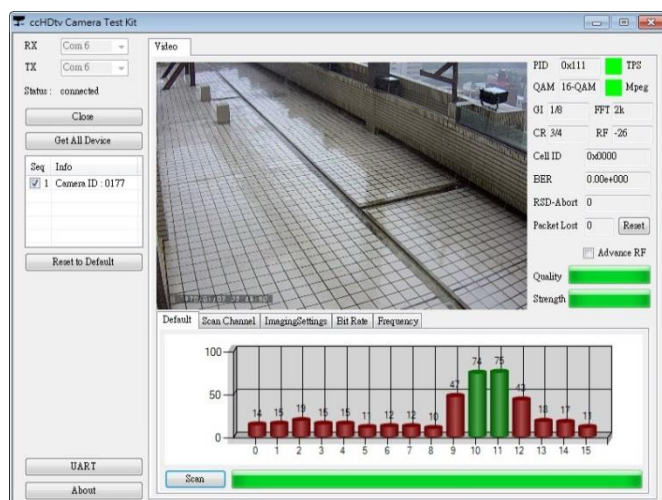 ccHDtv Camera Test Kit
RX Com 6
TX Com 6
Status : connected
Close
Get All Device
Seq Info
1 Camera ID : 0177
Reset to Default
UART
About
Video
PID 0x111 TPS
QAM 16-QAM Mpeg
GI 1/8 FFT 2k
CR 3/4 RF -26
Cell ID 0x0000
BER 0.00e+000
RSD-Abort 0
Packet Lost 0 Reset
Advance RF
Quality
Strength
Default Scan Channel ImagingSettings Bit Rate Frequency
100
50
0
14 15 19 15 15 11 12 12 10 47 74 75 43 18 17 11
0 1 2 3 4 5 6 7 8 9 10 11 12 13 14 15
Scan